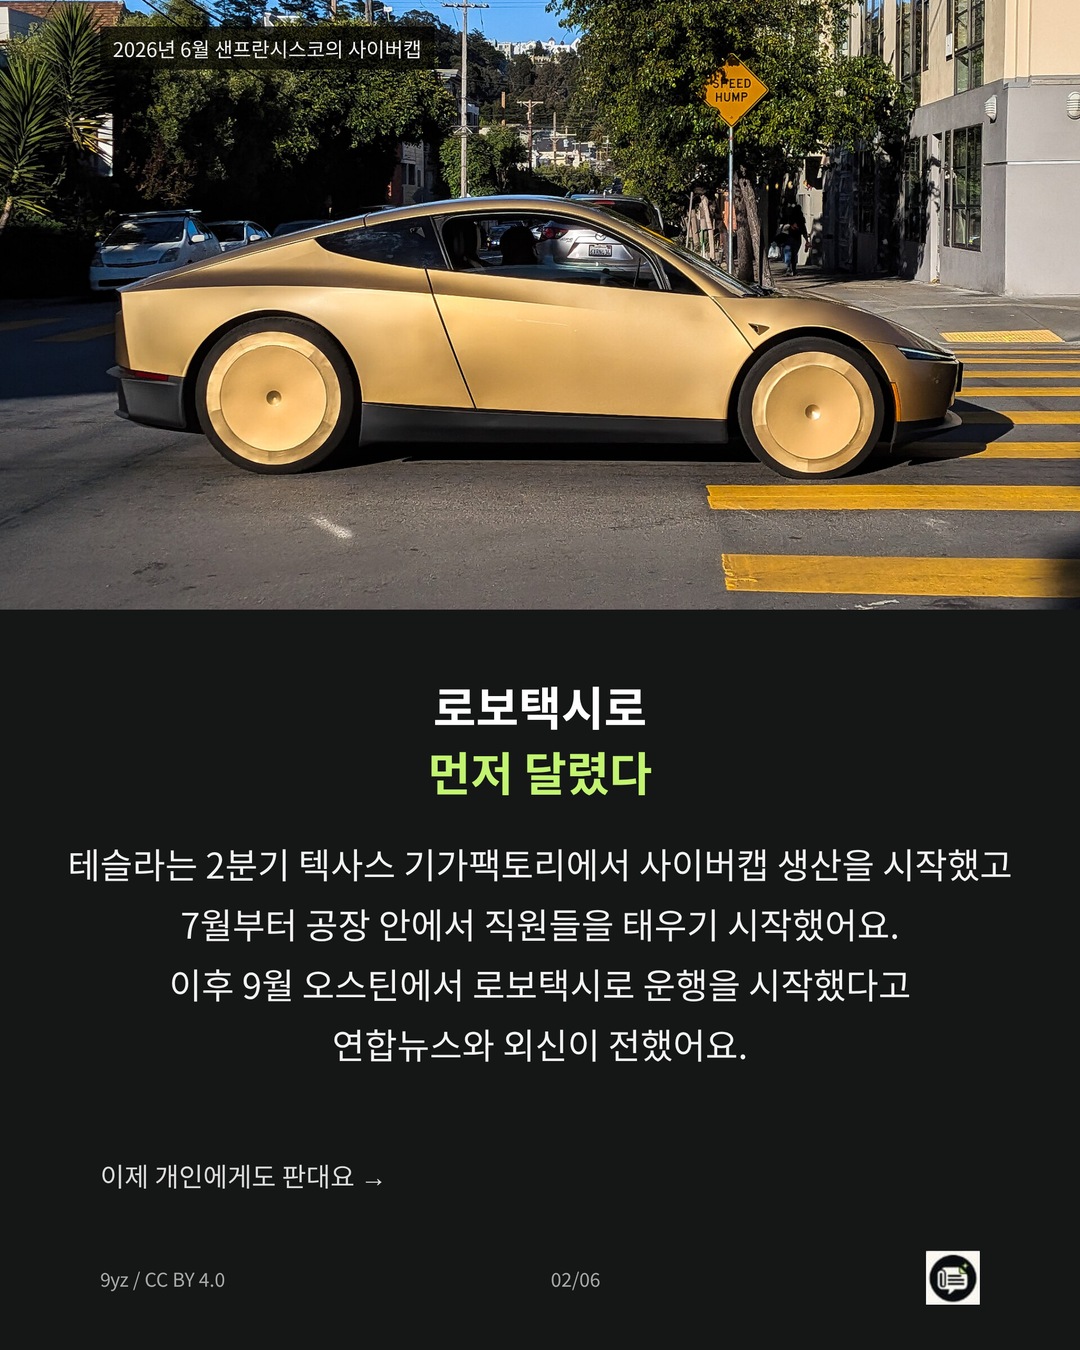 2026년 6월 샌프란시스코의 사이버캡
SPEED
HUMP
로보택시로
먼저 달렸다
테슬라는 2분기 텍사스 기가팩토리에서 사이버캡 생산을 시작했고
7월부터 공장 안에서 직원들을 태우기 시작했어요.
이후 9월 오스틴에서 로보택시로 운행을 시작했다고
연합뉴스와 외신이 전했어요.
이제 개인에게도 판대요 →
9yz / CC BY 4.0
02/06